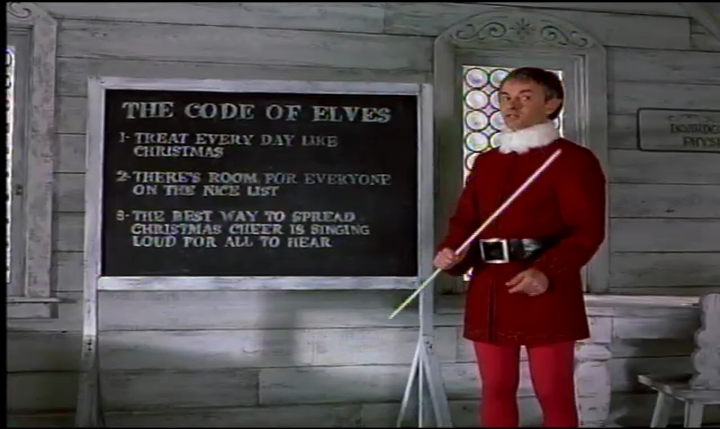 THE CODE OF ELVES
1- TREAT EVERY DAY LIKE
CHRISTMAS
2- THERE'S ROOM FOR EVERYONE
ON THE NICE LIST
3- THE BEST WAY TO SPREAD
CHRISTMAS CHEER IS SINGING
LOUD FOR ALL TO HEAR